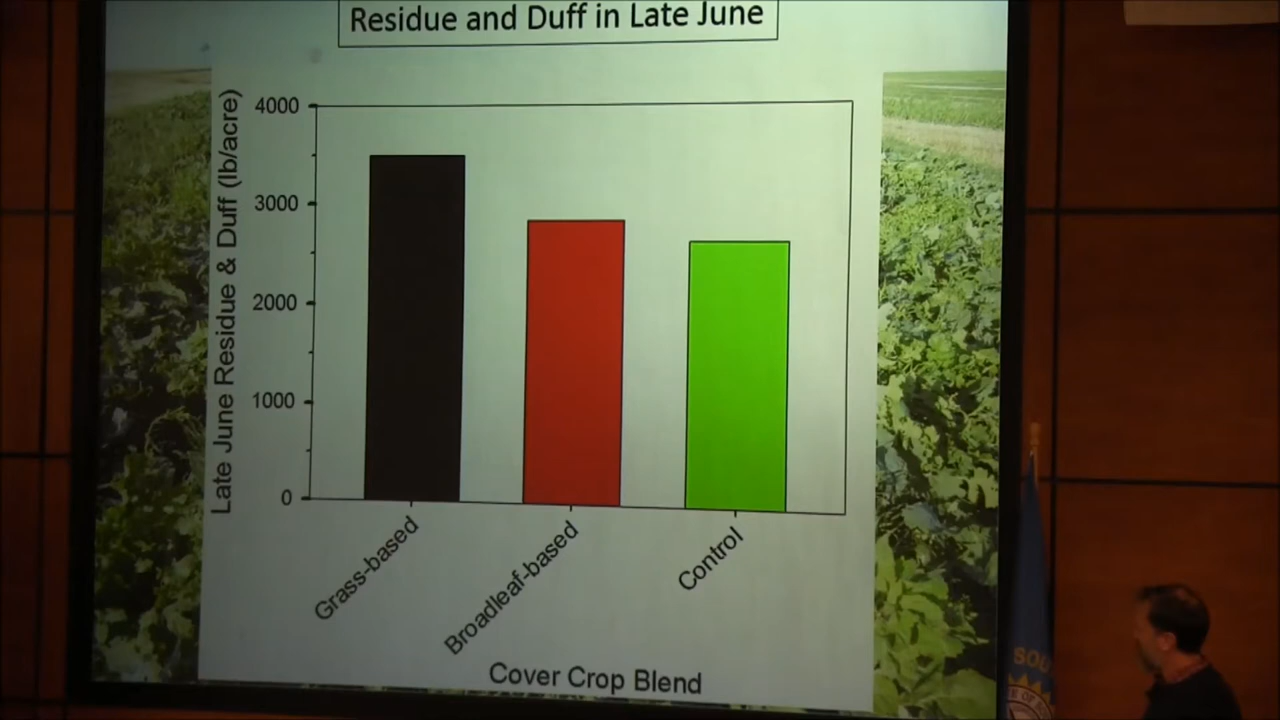 Residue and Duff in Late June
Late June Residue & Duff (lb/acre)
4000
3000
2000
1000
0
Grass-based
Broadleaf-based
Control
Cover Crop Blend
SOU